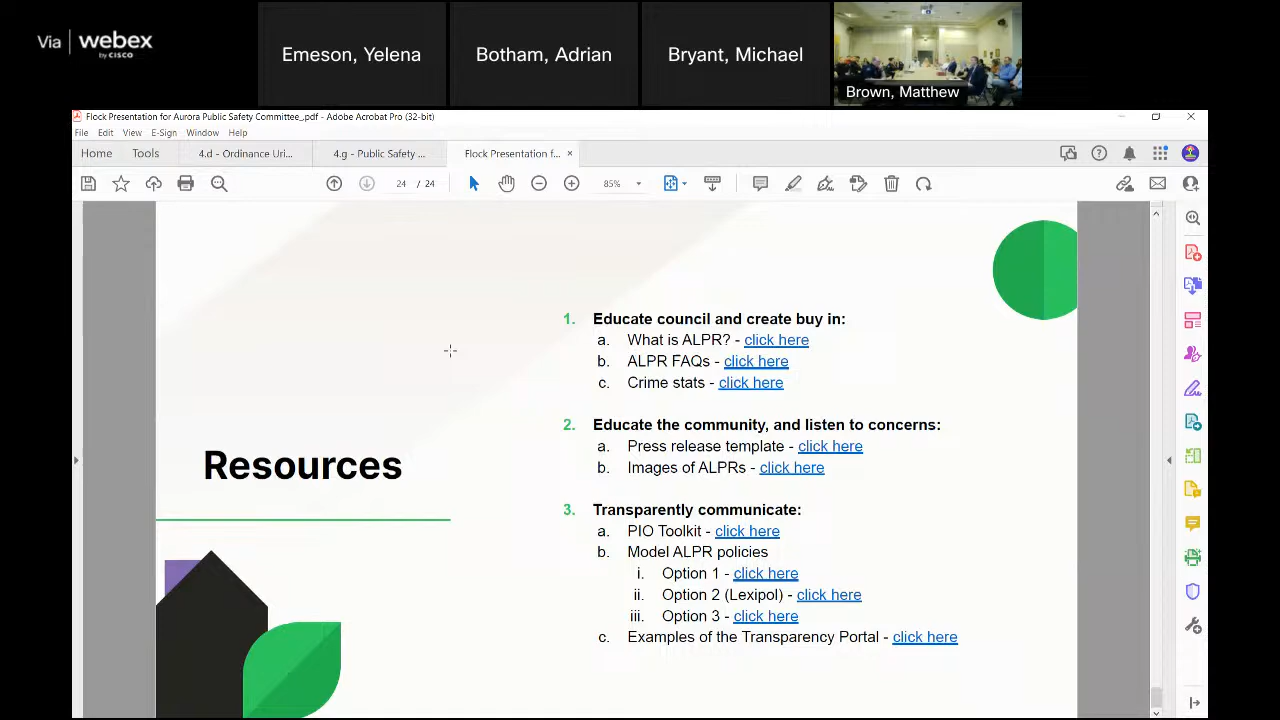 Via webex
by CISCO
Emeson, Yelena
Botham, Adrian
Bryant, Michael
Brown, Matthew
Flock Presentation for Aurora Public Safety Committee_.pdf - Adobe Acrobat Pro (32-bit)
File Edit View E-Sign Window Help
Home Tools 4.d - Ordinance Uri... 4.g - Public Safety ... Flock Presentation f... ×
24 / 24 85%
Resources
1. Educate council and create buy in:
a. What is ALPR? - click here
b. ALPR FAQs - click here
c. Crime stats - click here
2. Educate the community, and listen to concerns:
a. Press release template - click here
b. Images of ALPRs - click here
3. Transparently communicate:
a. PIO Toolkit - click here
b. Model ALPR policies
i. Option 1 - click here
ii. Option 2 (Lexipol) - click here
iii. Option 3 - click here
c. Examples of the Transparency Portal - click here